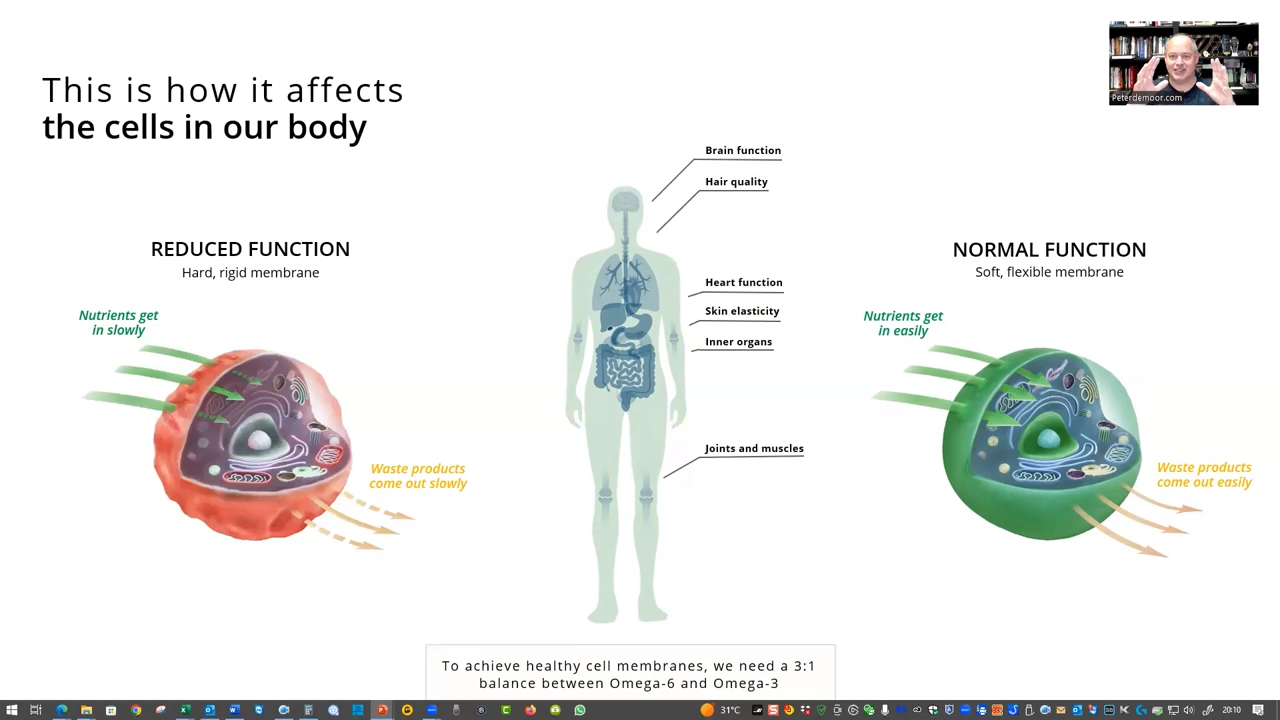 This is how it affects
the cells in our body
Peterdemoor.com
Brain function
Hair quality
Heart function
Skin elasticity
Inner organs
Joints and muscles
REDUCED FUNCTION
Hard, rigid membrane
Nutrients get
in slowly
Waste products
come out slowly
NORMAL FUNCTION
Soft, flexible membrane
Nutrients get
in easily
Waste products
come out easily
To achieve healthy cell membranes, we need a 3:1
balance between Omega-6 and Omega-3
31°C
20:10